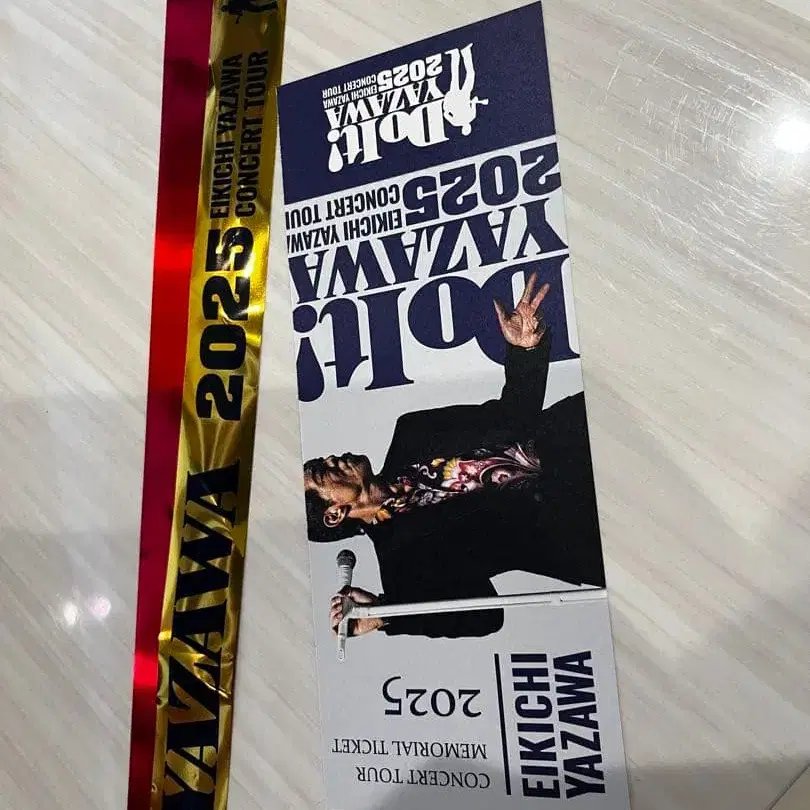 YAZAWA 2025 EIKICHI YAZAWA
CONCERT TOUR
Do It!
YAZAWA
EIKICHI YAZAWA
CONCERT TOUR
2025
Do It!
YAZAWA
EIKICHI YAZAWA
CONCERT TOUR
2025
EIKICHI
YAZAWA
2025
CONCERT TOUR
MEMORIAL TICKET